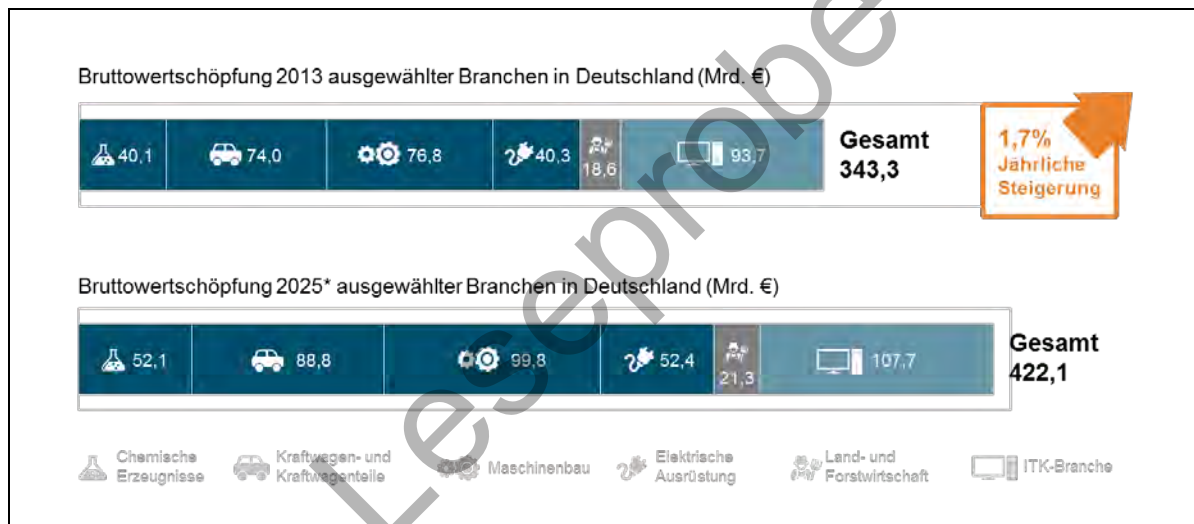 Bruttowertschöpfung 2013 ausgewählter Branchen in Deutschland (Mrd. €)
40,1 74,0 76,8 40,3 18,6 93,7
Gesamt
343,3
1,7%
Jährliche
Steigerung
Bruttowertschöpfung 2025* ausgewählter Branchen in Deutschland (Mrd. €)
52,1 88,8 99,8 52,4 21,3 107,7
Gesamt
422,1
Chemische
Erzeugnisse
Kraftwagen- und
Kraftwagenteile
Maschinenbau
Elektrische
Ausrüstung
Land- und
Forstwirtschaft
ITK-Branche
Leseprobe